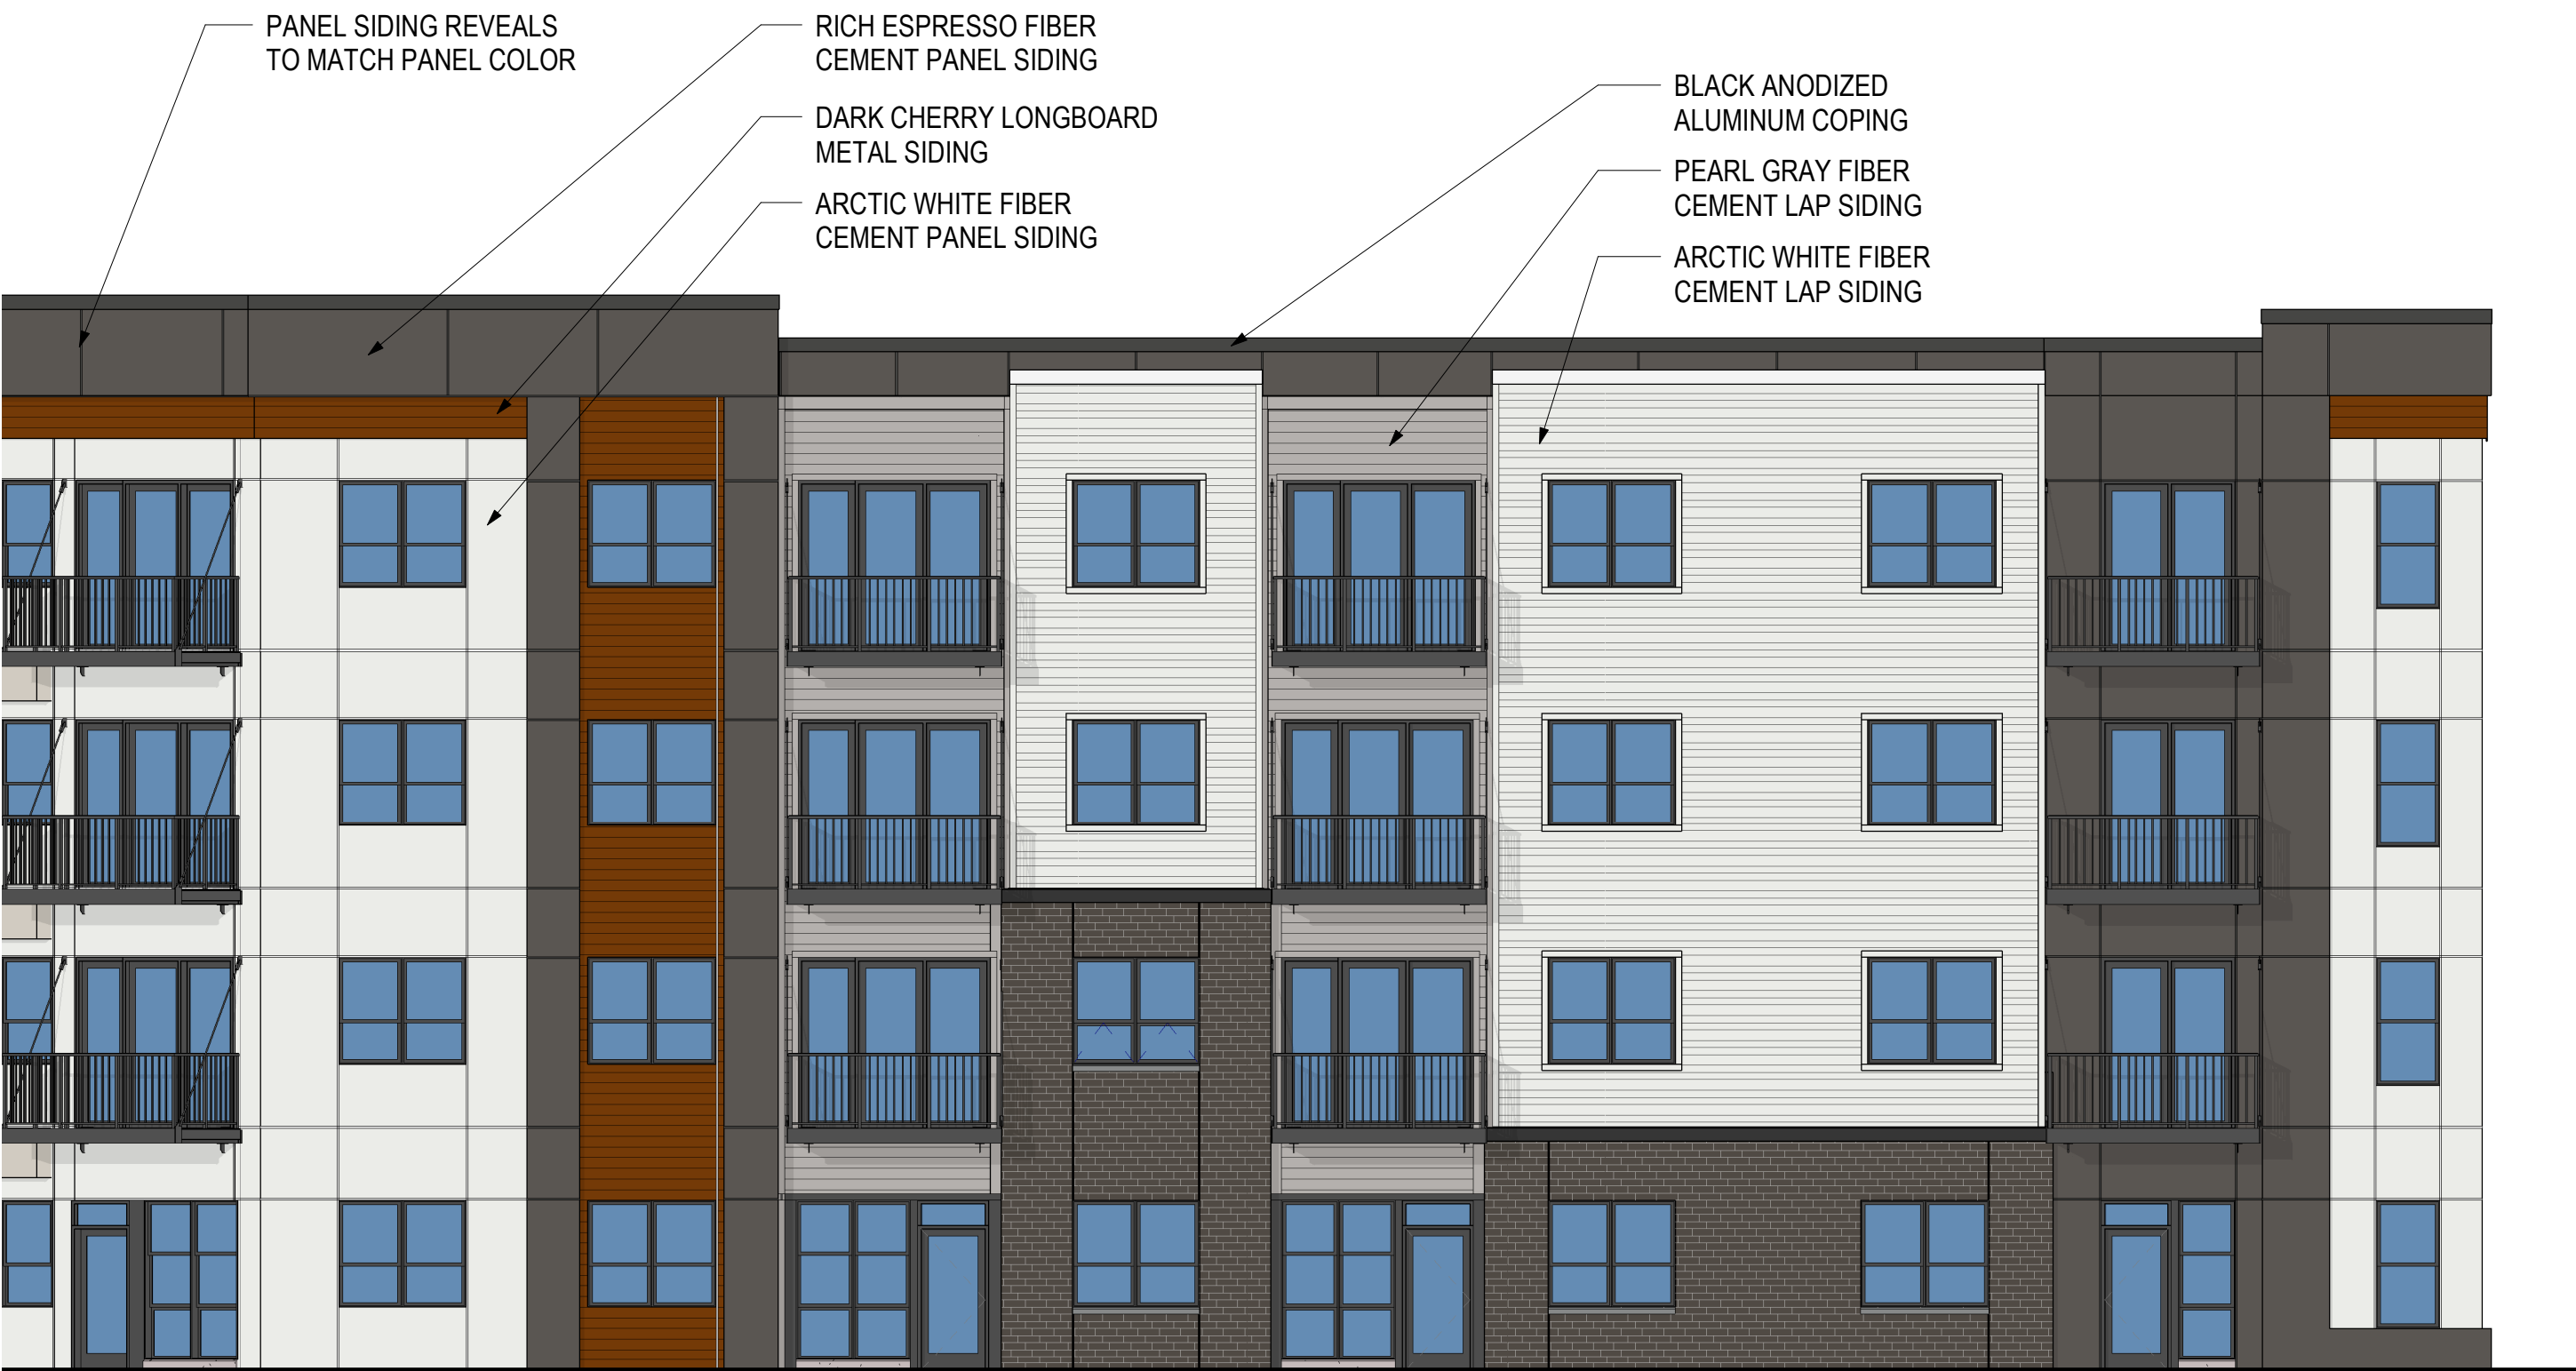 PANEL SIDING REVEALS
TO MATCH PANEL COLOR
RICH ESPRESSO FIBER
CEMENT PANEL SIDING
DARK CHERRY LONGBOARD
METAL SIDING
ARCTIC WHITE FIBER
CEMENT PANEL SIDING
BLACK ANODIZED
ALUMINUM COPING
PEARL GRAY FIBER
CEMENT LAP SIDING
ARCTIC WHITE FIBER
CEMENT LAP SIDING